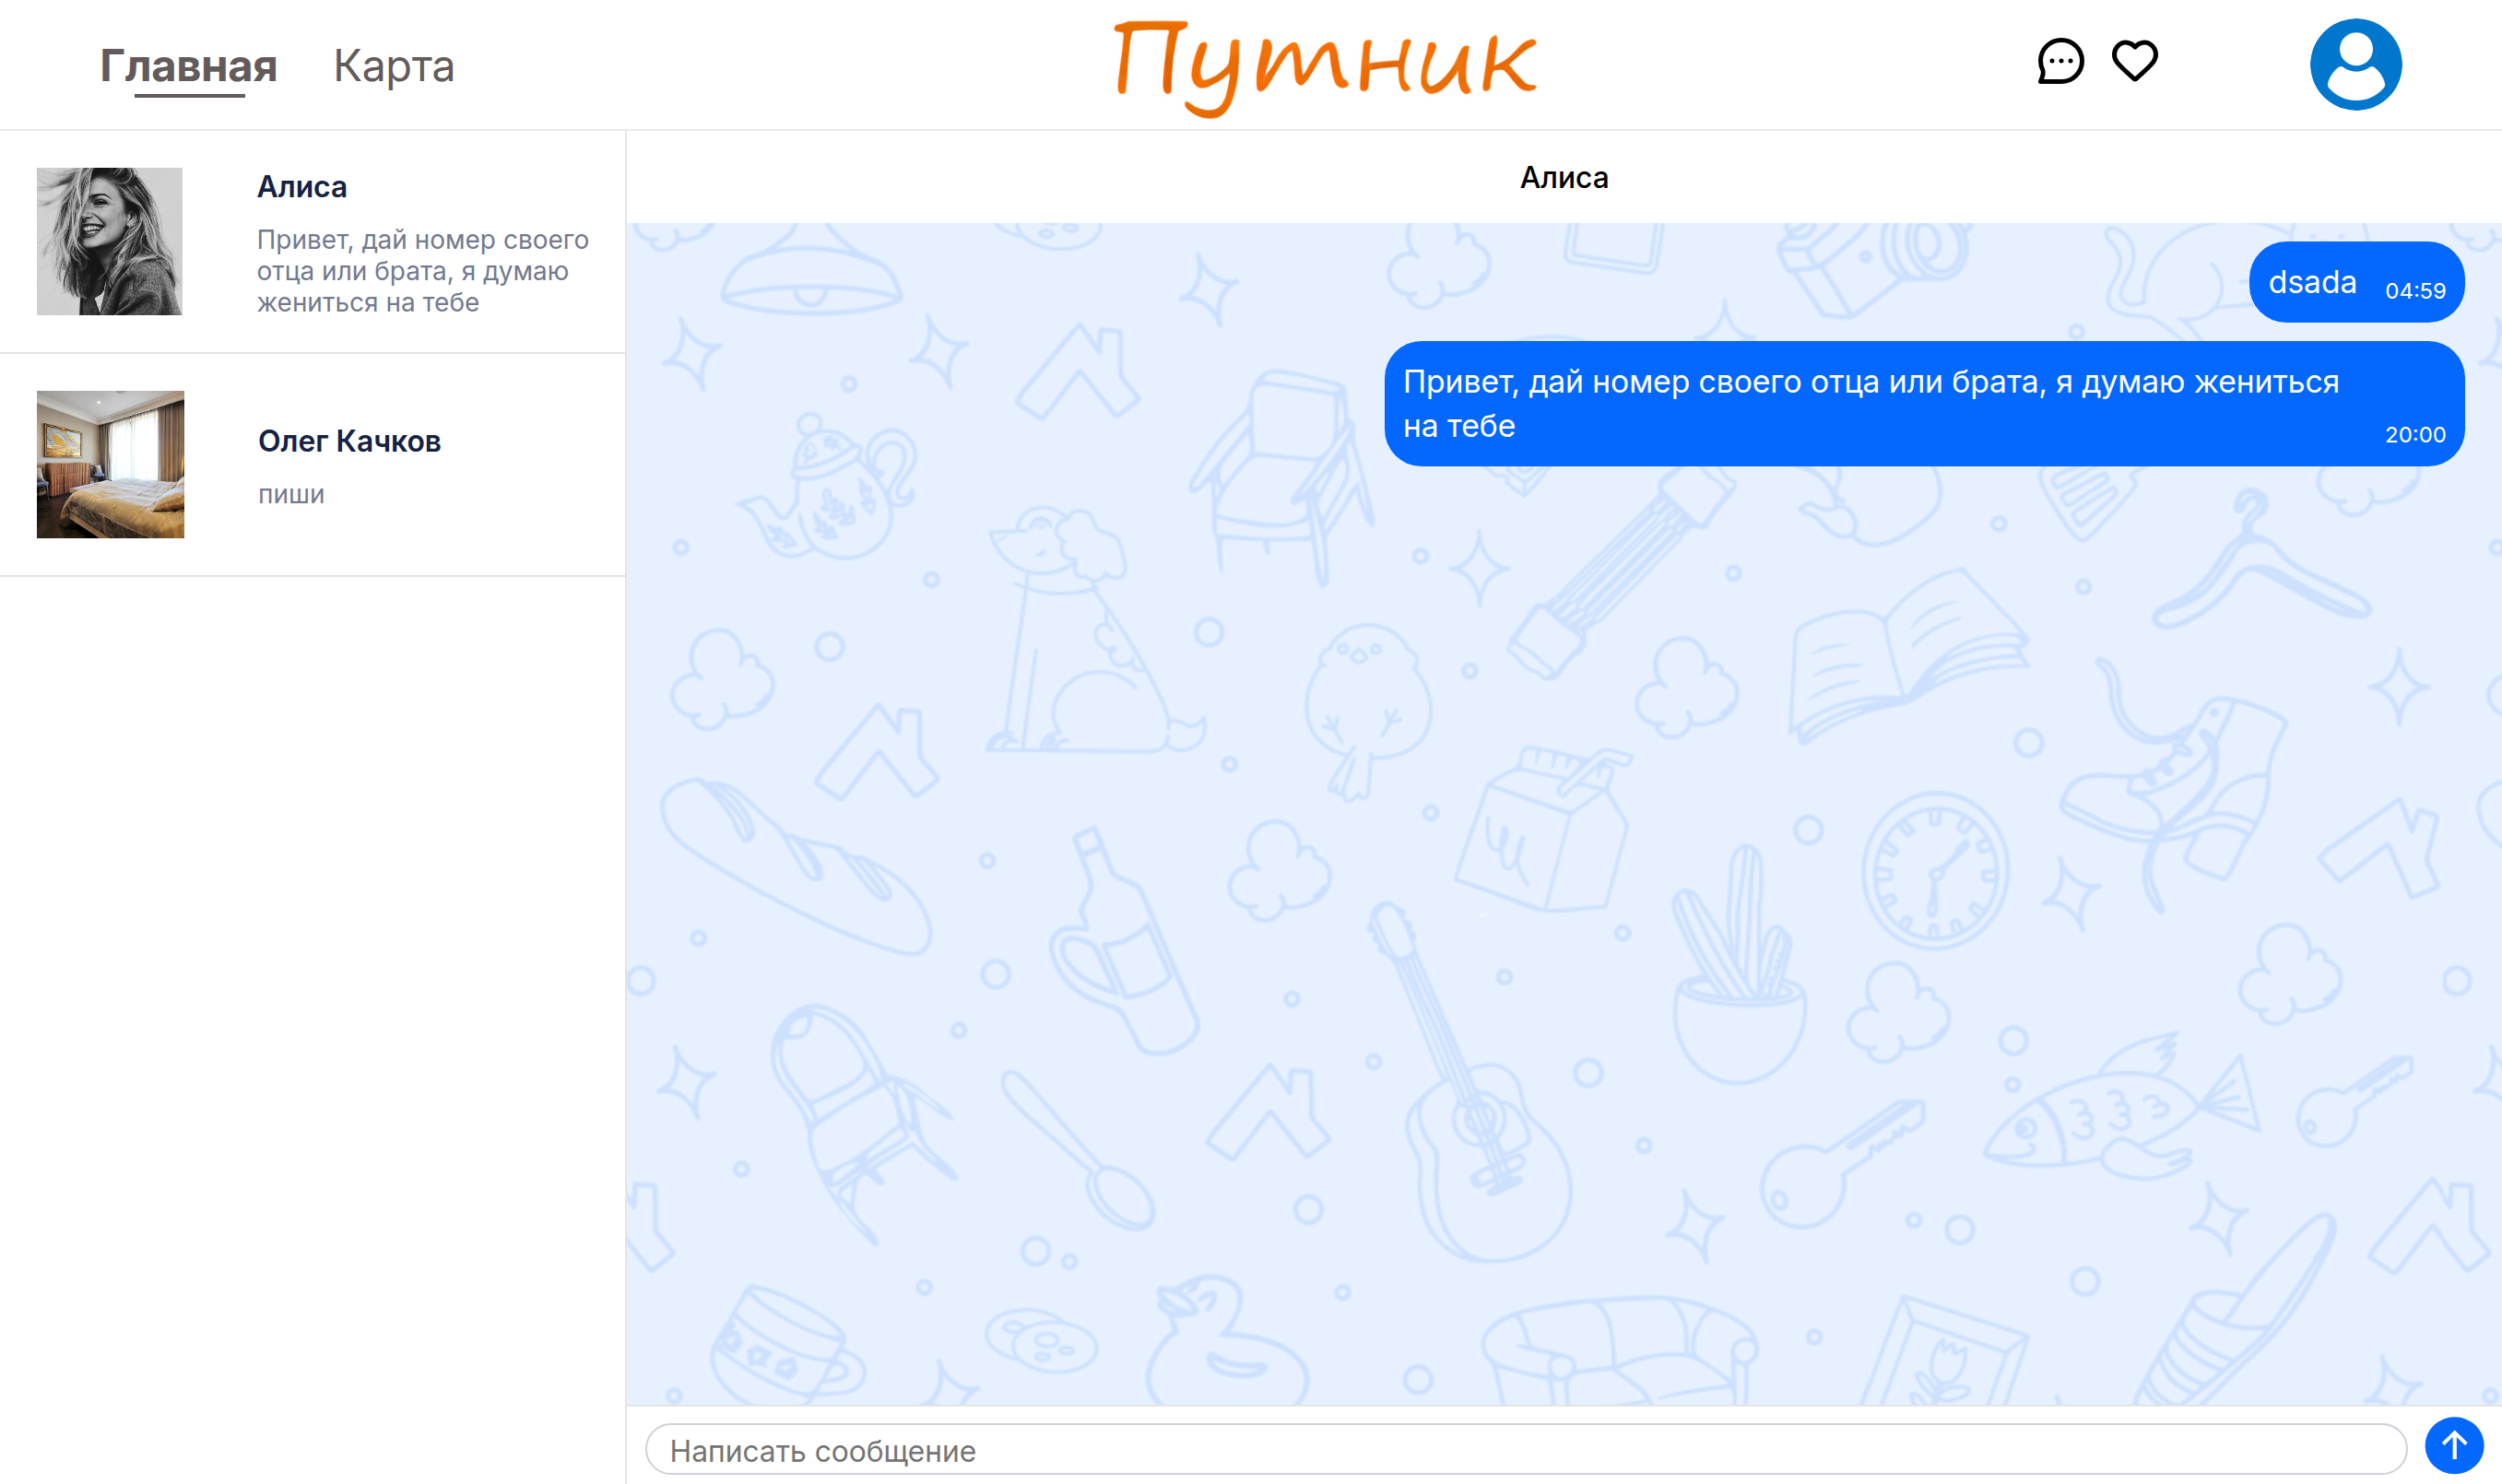 Главная
Карта
Путник
Алиса
Привет, дай номер своего
отца или брата, я думаю
жениться на тебе
Олег Качков
пиши
Алиса
dsada 04:59
Привет, дай номер своего отца или брата, я думаю жениться
на тебе 20:00
Написать сообщение